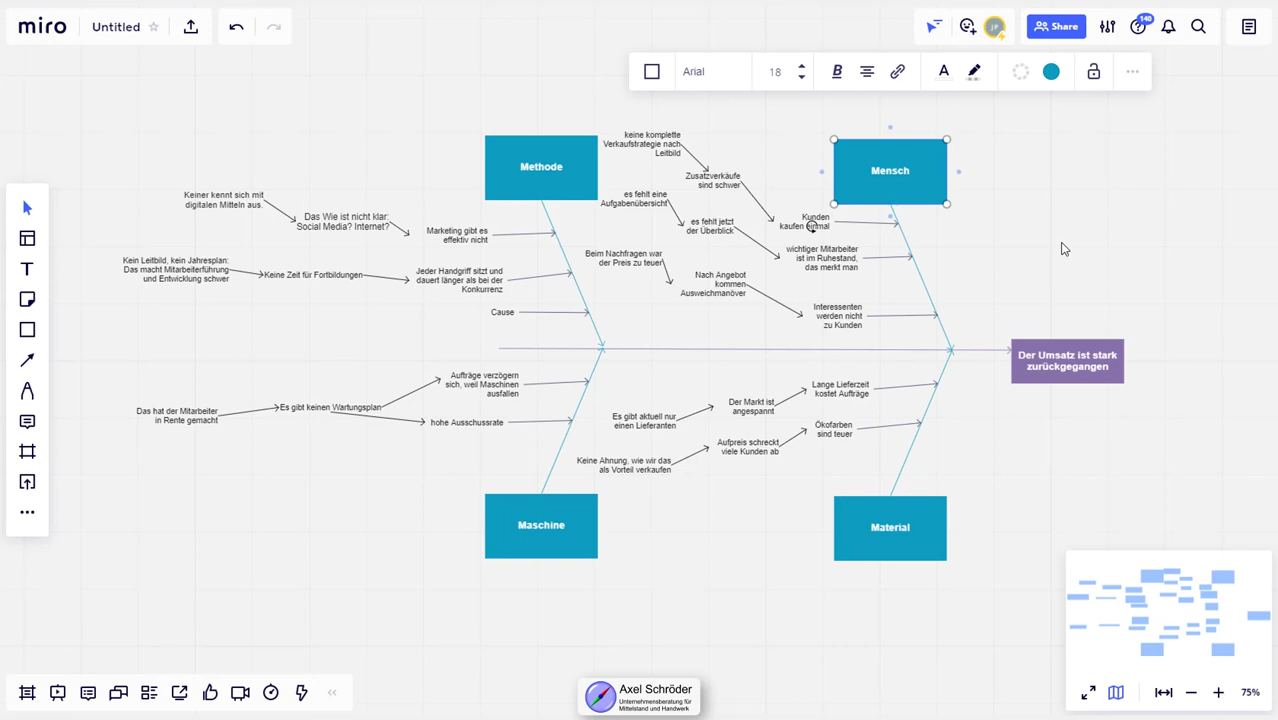 miro
Untitled
140
JP
Share
Arial
18
B
A
Methode
Mensch
Maschine
Material
keine komplette
Verkaufstrategie nach
Leitbild
Zusatzverkäufe
sind schwer
Kunden
kaufen einmal
es fehlt eine
Aufgabenübersicht
es fehlt jetzt
der Überblick
wichtiger Mitarbeiter
ist im Ruhestand,
das merkt man
Beim Nachfragen war
der Preis zu teuer
Nach Angebot
kommen
Ausweichmanöver
Interessenten
werden nicht
zu Kunden
Keiner kennt sich mit
digitalen Mitteln aus.
Das Wie ist nicht klar:
Social Media? Internet?
Marketing gibt es
effektiv nicht
Kein Leitbild, kein Jahresplan:
Das macht Mitarbeiterführung
und Entwicklung schwer
Keine Zeit für Fortbildungen
Jeder Handgriff sitzt und
dauert länger als bei der
Konkurrenz
Cause
Der Umsatz ist stark
zurückgegangen
Aufträge verzögern
sich, weil Maschinen
ausfallen
Das hat der Mitarbeiter
in Rente gemacht
Es gibt keinen Wartungsplan
hohe Ausschussrate
Lange Lieferzeit
kostet Aufträge
Der Markt ist
angespannt
Es gibt aktuell nur
einen Lieferanten
Ökofarben
sind teuer
Aufpreis schreckt
viele Kunden ab
Keine Ahnung, wie wir das
als Vorteil verkaufen
Axel Schröder
Unternehmensberatung für
Mittelstand und Handwerk
75%